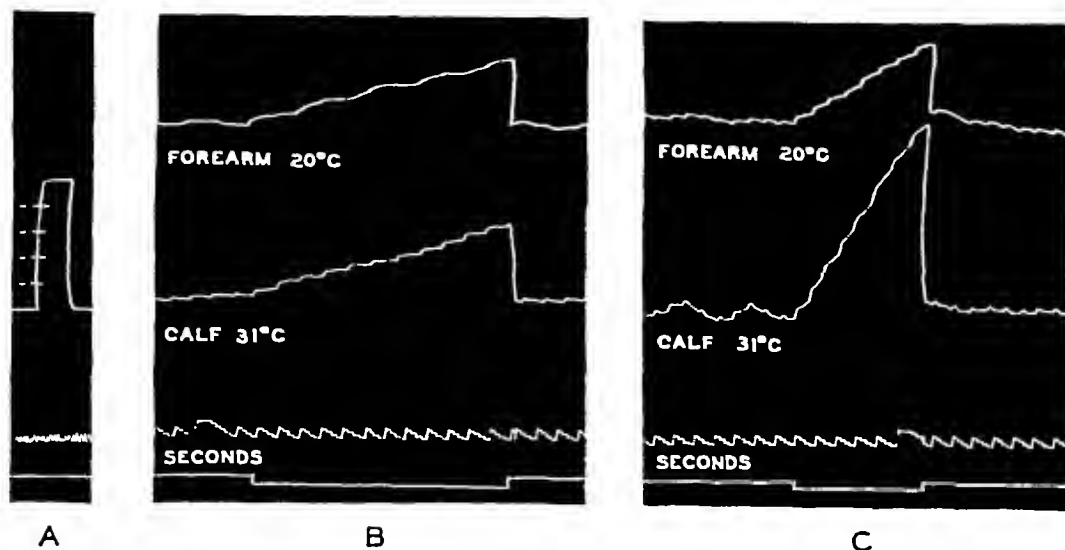 FOREARM 20°C
CALF 31°C
SECONDS
FOREARM 20°C
CALF 31°C
SECONDS
A
B
C